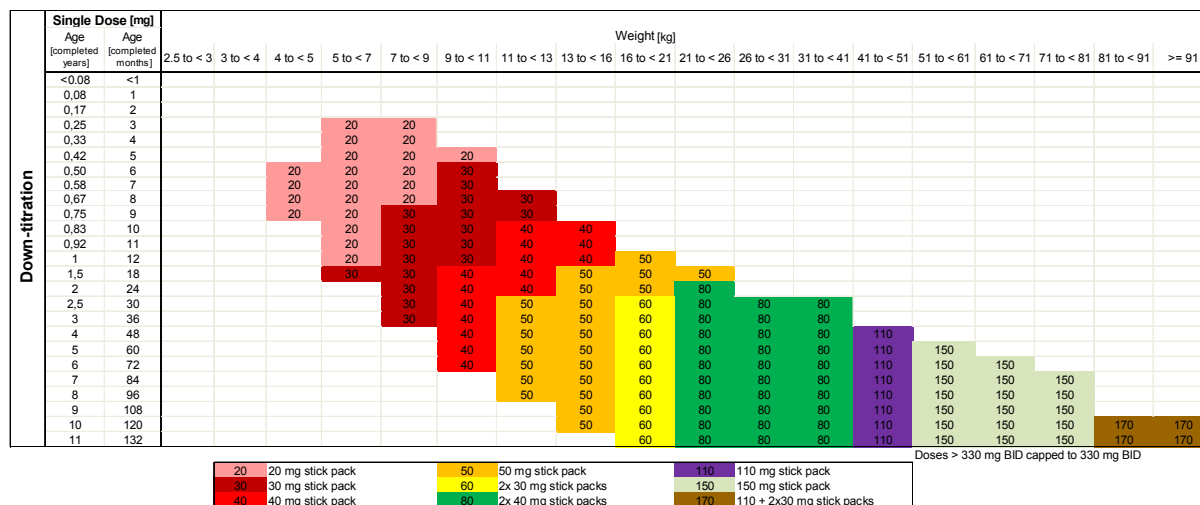 Single Dose [mg]
Age Age Weight [kg]
[completed [completed
years] months] 2.5 to < 3 3 to < 4 4 to < 5 5 to < 7 7 to < 9 9 to < 11 11 to < 13 13 to < 16 16 to < 21 21 to < 26 26 to < 31 31 to < 41 41 to < 51 51 to < 61 61 to < 71 71 to < 81 81 to < 91 >= 91
Down-titration
<0.08 <1
0,08 1
0,17 2
0,25 3 20 20
0,33 4 20 20
0,42 5 20 20 20
0,50 6 20 20 20 30
0,58 7 20 20 20 30
0,67 8 20 20 20 30 30
0,75 9 20 20 30 30 30
0,83 10 20 30 30 40 40
0,92 11 20 30 30 40 40
1 12 20 30 30 40 40 50
1,5 18 30 30 40 40 50 50 50
2 24 30 40 40 50 50 80
2,5 30 30 40 50 50 60 80 80 80
3 36 30 40 50 50 60 80 80 80
4 48 40 50 50 60 80 80 80 110
5 60 40 50 50 60 80 80 80 110 150
6 72 40 50 50 60 80 80 80 110 150 150
7 84 50 50 60 80 80 80 110 150 150 150
8 96 50 50 60 80 80 80 110 150 150 150
9 108 50 60 80 80 80 110 150 150 150
10 120 50 60 80 80 80 110 150 150 150 170 170
11 132 60 80 80 80 110 150 150 150 170 170
Doses > 330 mg BID capped to 330 mg BID
20 20 mg stick pack 50 50 mg stick pack 110 110 mg stick pack
30 30 mg stick pack 60 2x 30 mg stick packs 150 150 mg stick pack
40 40 mg stick pack 80 2x 40 mg stick packs 170 110 + 2x30 mg stick packs